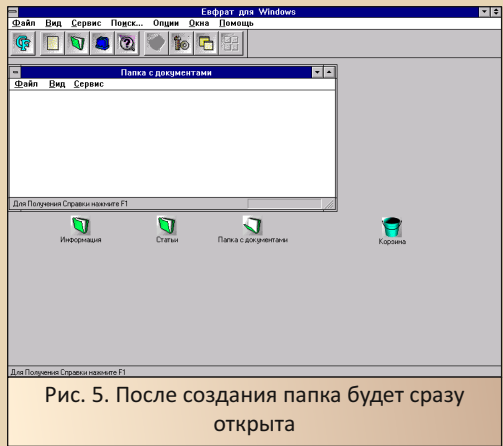 Евфрат для Windows
Файл Вид Сервис Поиск... Опции Окна Помощь
Папка с документами
Файл Вид Сервис
Для Получения Справки нажмите F1
Информация Статьи Папка с документами Корзина
Для Получения Справки нажмите F1
Рис. 5. После создания папка будет сразу
открыта